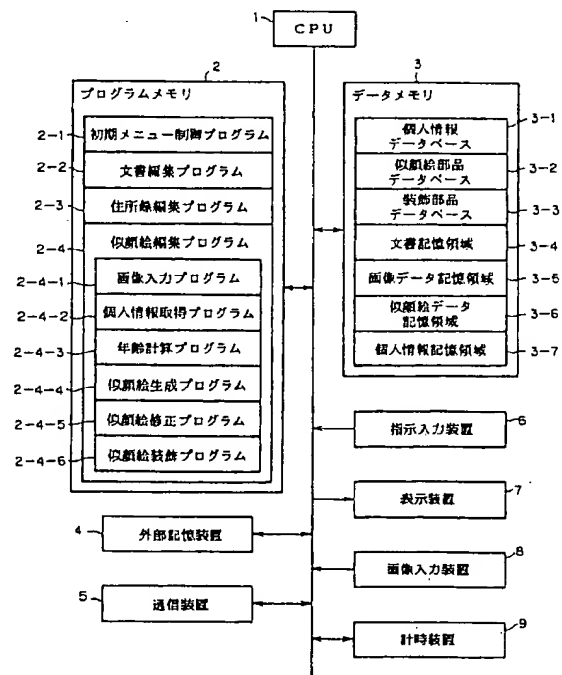 1
CPU
2
プログラムメモリ
2-1
初期メニュー制御プログラム
2-2
文書編集プログラム
2-3
住所録編集プログラム
2-4
似顔絵編集プログラム
2-4-1
画像入力プログラム
2-4-2
個人情報取得プログラム
2-4-3
年齢計算プログラム
2-4-4
似顔絵生成プログラム
2-4-5
似顔絵修正プログラム
2-4-6
似顔絵装飾プログラム
3
データメモリ
個人情報
データベース
3-1
似顔絵部品
データベース
3-2
装飾部品
データベース
3-3
文書記憶領域
3-4
画像データ記憶領域
3-5
似顔絵データ
記憶領域
3-6
個人情報記憶領域
3-7
指示入力装置
6
表示装置
7
4
外部記憶装置
画像入力装置
8
5
通信装置
計時装置
9